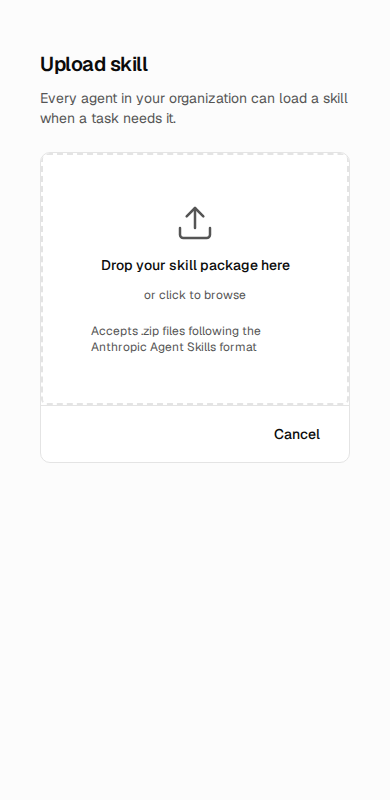 Upload skill
Every agent in your organization can load a skill
when a task needs it.
Drop your skill package here
or click to browse
Accepts .zip files following the
Anthropic Agent Skills format
Cancel